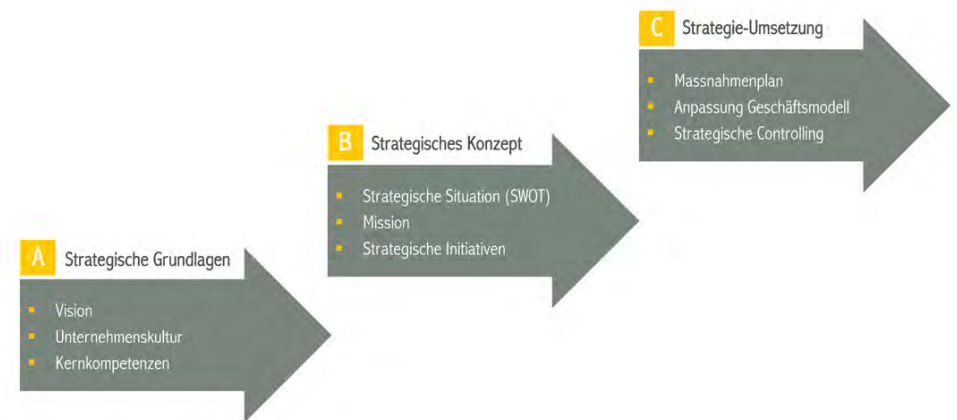 A Strategische Grundlagen
Vision
Unternehmenskultur
Kernkompetenzen
B Strategisches Konzept
Strategische Situation (SWOT)
Mission
Strategische Initiativen
C Strategie-Umsetzung
Massnahmenplan
Anpassung Geschäftsmodell
Strategische Controlling